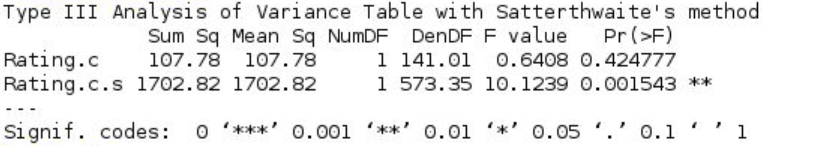 Type III Analysis of Variance Table with Satterthwaite's method
Sum Sq Mean Sq NumDF DenDF F value Pr(>F)
Rating.c 107.78 107.78 1 141.01 0.6408 0.424777
Rating.c.s 1702.82 1702.82 1 573.35 10.1239 0.001543 **
---
Signif. codes: 0 ‘***’ 0.001 ‘**’ 0.01 ‘*’ 0.05 ‘.’ 0.1 ‘ ’ 1